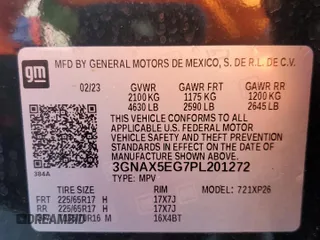 gm
MFD BY GENERAL MOTORS DE MEXICO, S. DE R.L. DE C.V.
02/23 GVWR GAWR FRT GAWR RR
2100 KG 1175 KG 1200 KG
4630 LB 2590 LB 2645 LB
THIS VEHICLE CONFORMS TO ALL APPLICABLE U.S. FEDERAL
MOTOR VEHICLE SAFETY AND THEFT PREVENTION
STANDARDS IN EFFECT ON THE DATE OF MANUFACTURE
SHOWN ABOVE.
3GNAX5EG7PL201272
384A TYPE: MPV MODEL: 721XP26
TIRE SIZE RIM
FRT 225/65R17 H 17X7J
RR 225/65R17 H 17X7J
R16 M 16X4BT
DREAMBID